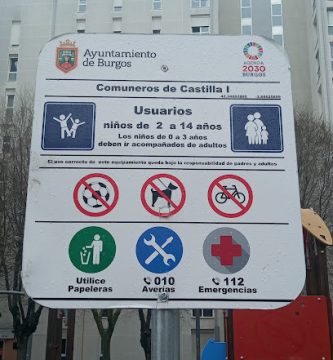 Ayuntamiento
de Burgos
AGENDA
2030
BURGOS
Comuneros de Castilla I
Usuarios
niños de 2 a 14 años
Los niños de 0 a 3 años
deben ir acompañados de adultos
El uso correcto de este equipamiento queda bajo la responsabilidad de padres y adultos
Utilice
Papeleras
010
Averías
112
Emergencias